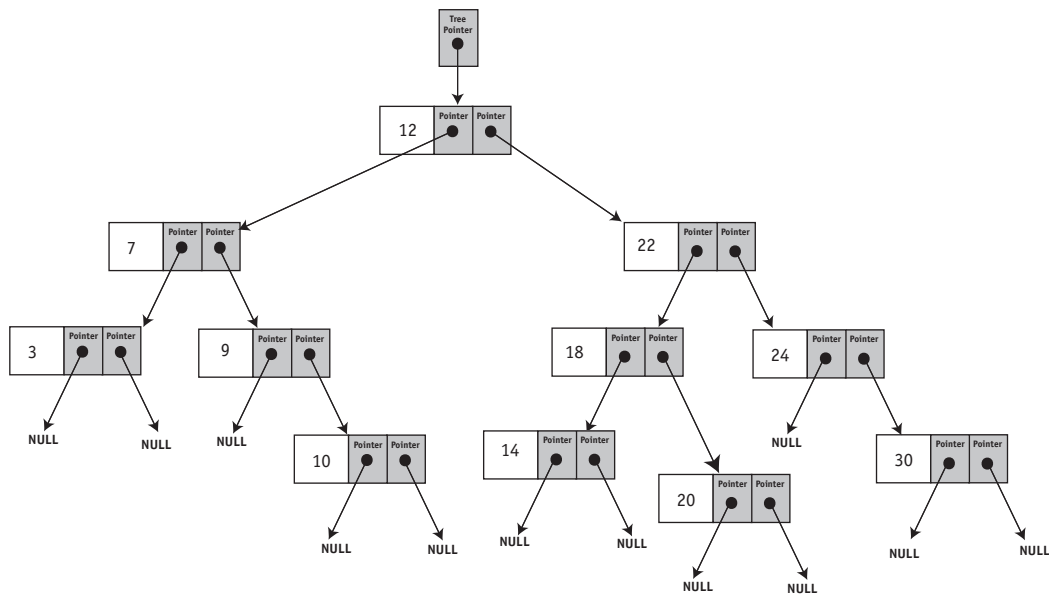 Tree
Pointer
12
Pointer
Pointer
7
Pointer
Pointer
22
Pointer
Pointer
3
Pointer
Pointer
9
Pointer
Pointer
18
Pointer
Pointer
24
Pointer
Pointer
NULL
NULL
NULL
10
Pointer
Pointer
14
Pointer
Pointer
NULL
30
Pointer
Pointer
20
Pointer
Pointer
NULL
NULL
NULL
NULL
NULL
NULL
NULL
NULL